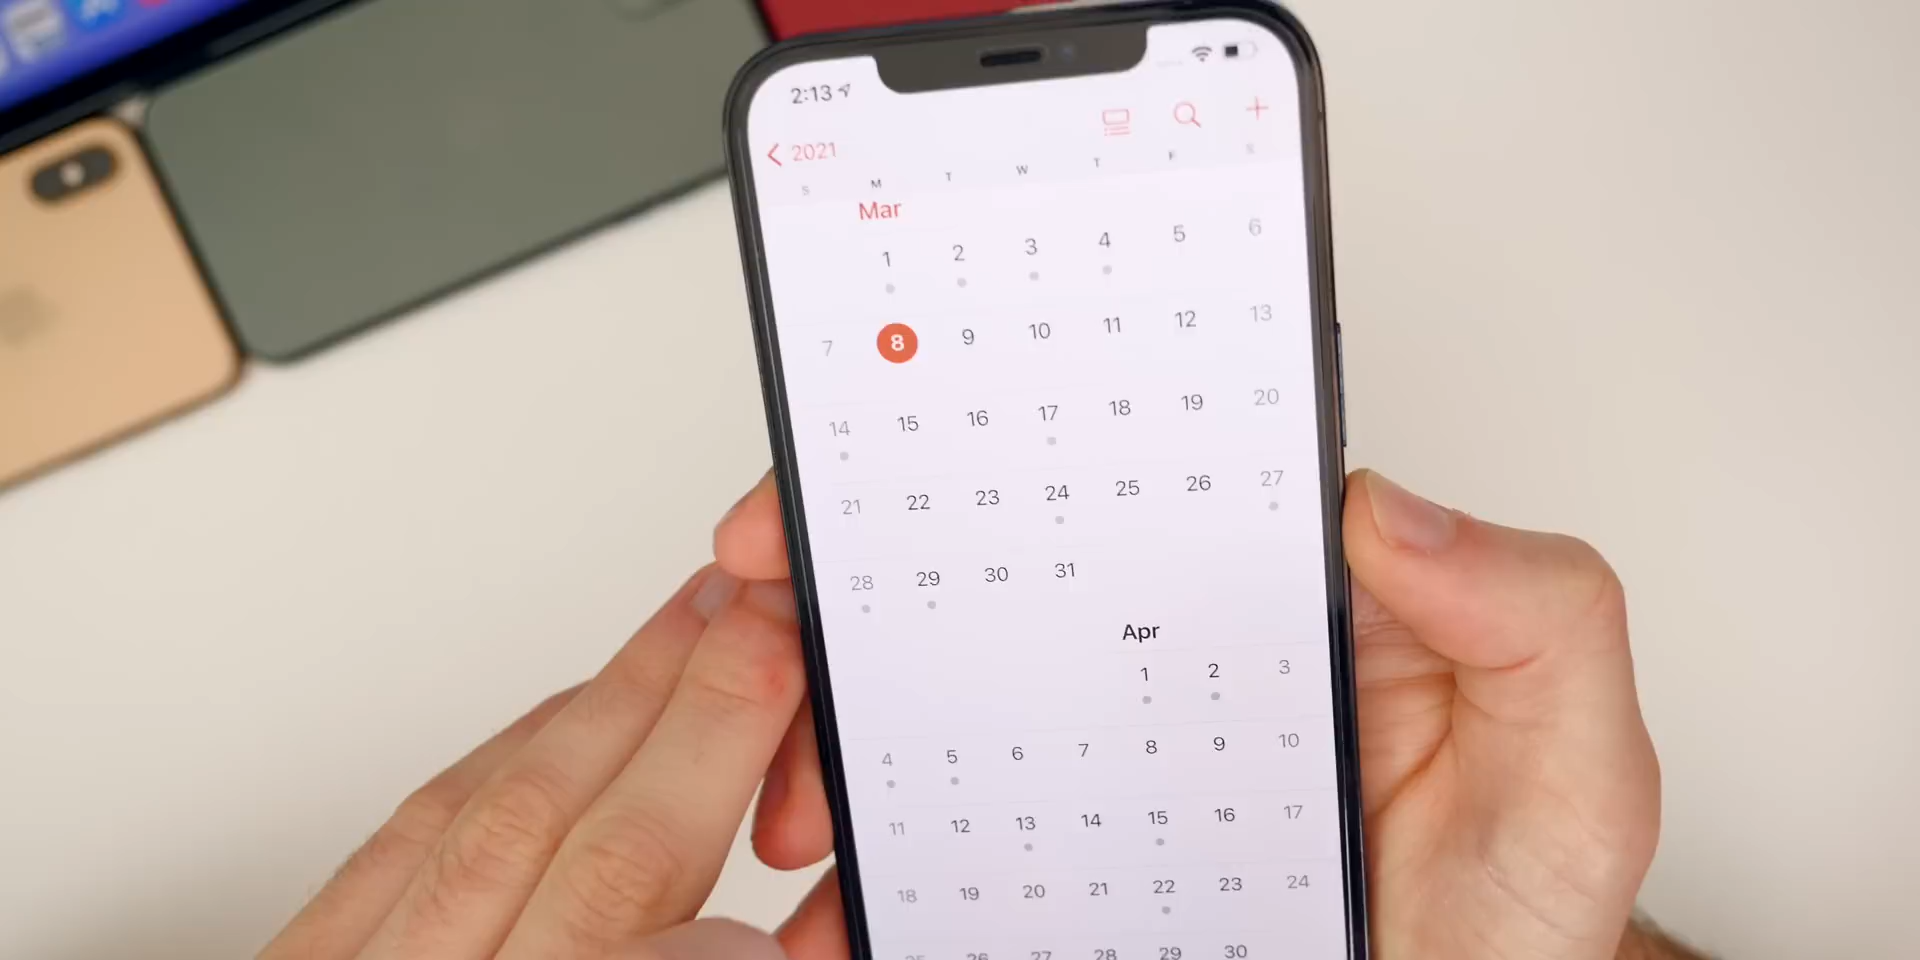 2:13
2021
S M T W T F S
Mar
1 2 3 4 5 6
7 8 9 10 11 12 13
14 15 16 17 18 19 20
21 22 23 24 25 26 27
28 29 30 31
Apr
1 2 3
4 5 6 7 8 9 10
11 12 13 14 15 16 17
18 19 20 21 22 23 24
25 26 27 28 29 30